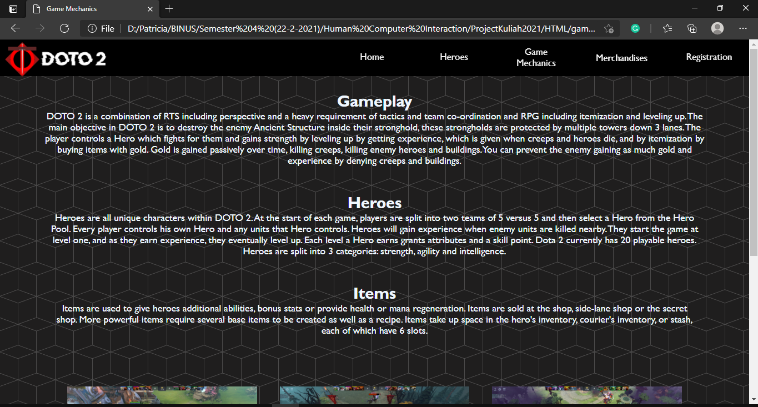 Game Mechanics
File
D:/Patricia/BINUS/Semester%204%20(22-2-2021)/Human%20Computer%20Interaction/ProjectKuliah2021/HTML/gam...
DOTO 2
Home
Heroes
Game
Mechanics
Merchandises
Registration
Gameplay
DOTO 2 is a combination of RTS including perspective and a heavy requirement of tactics and team co-ordination and RPG including itemization and leveling up. The
main objective in DOTO 2 is to destroy the enemy Ancient Structure inside their stronghold, these strongholds are protected by multiple towers down 3 lanes. The
player controls a Hero which fights for them and gains strength by leveling up by getting experience, which is given when creeps and heroes die, and by itemization by
buying items with gold. Gold is gained passively over time, killing creeps, killing enemy heroes and buildings. You can prevent the enemy gaining as much gold and
experience by denying creeps and buildings.
Heroes
Heroes are all unique characters within DOTO 2. At the start of each game, players are split into two teams of 5 versus 5 and then select a Hero from the Hero
Pool. Every player controls his own Hero and any units that Hero controls. Heroes will gain experience when enemy units are killed nearby. They start the game at
level one, and as they earn experience, they eventually level up. Each level a Hero earns grants attributes and a skill point. Dota 2 currently has 20 playable heroes.
Heroes are split into 3 categories: strength, agility and intelligence.
Items
Items are used to give heroes additional abilities, bonus stats or provide health or mana regeneration. Items are sold at the shop, side-lane shop or the secret
shop. More powerful items require several base items to be created as well as a recipe. Items take up space in the hero's inventory, courier's inventory, or stash,
each of which have 6 slots.